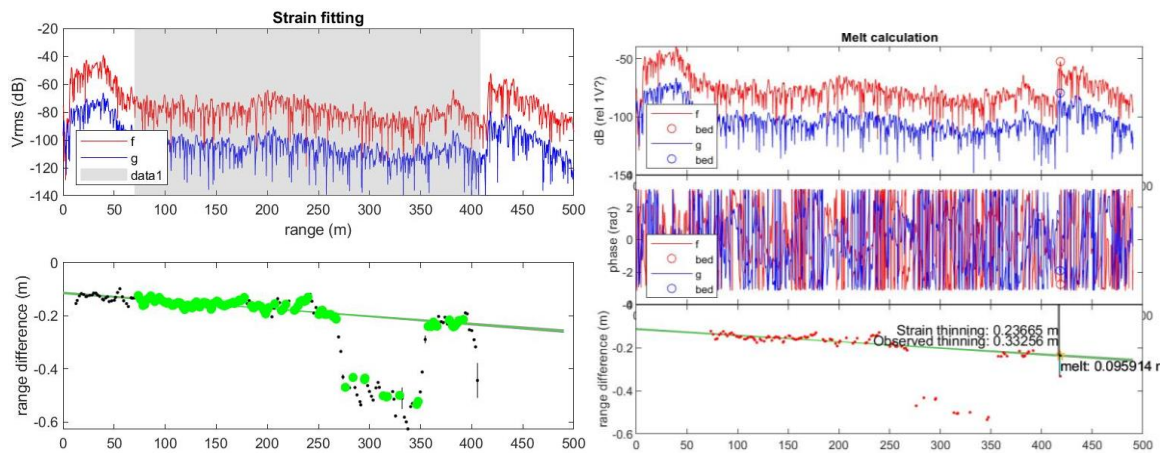 Strain fitting
Vrms (dB)
-20
-40
-60
-80
-100
-120
-140
f
g
data1
0 50 100 150 200 250 300 350 400 450 500
range (m)
range difference (m)
0
-0.2
-0.4
-0.6
0 50 100 150 200 250 300 350 400 450 500
Melt calculation
dB (rel 1V?)
-50
-100
-150
f
bed
g
bed
phase (rad)
2
0
-2
f
bed
g
bed
range difference (m)
-0.2
-0.4
-0.6
Strain thinning: 0.23665 m
Observed thinning: 0.33256 m
melt: 0.095914 m
0 50 100 150 200 250 300 350 400 450 500